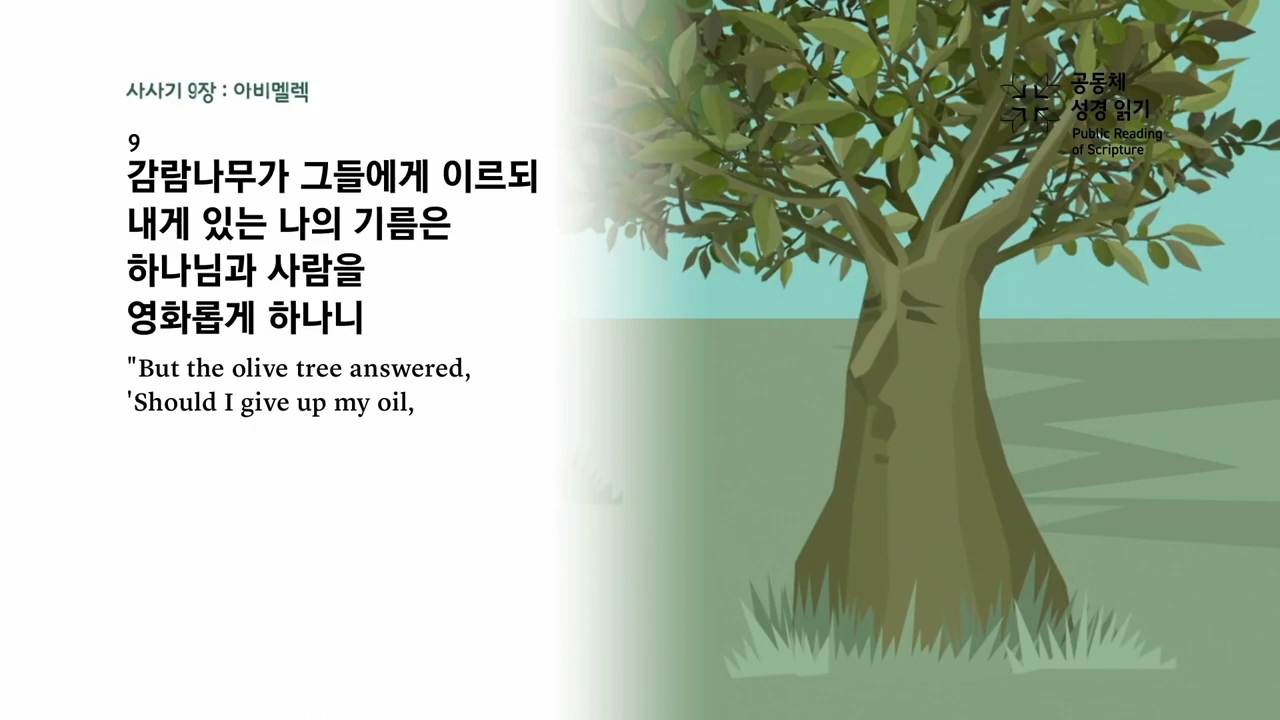 사사기 9장 : 아비멜렉
9
감람나무가 그들에게 이르되
내게 있는 나의 기름은
하나님과 사람을
영화롭게 하나니
"But the olive tree answered,
'Should I give up my oil,
공동체
성경 읽기
Public Reading
of Scripture